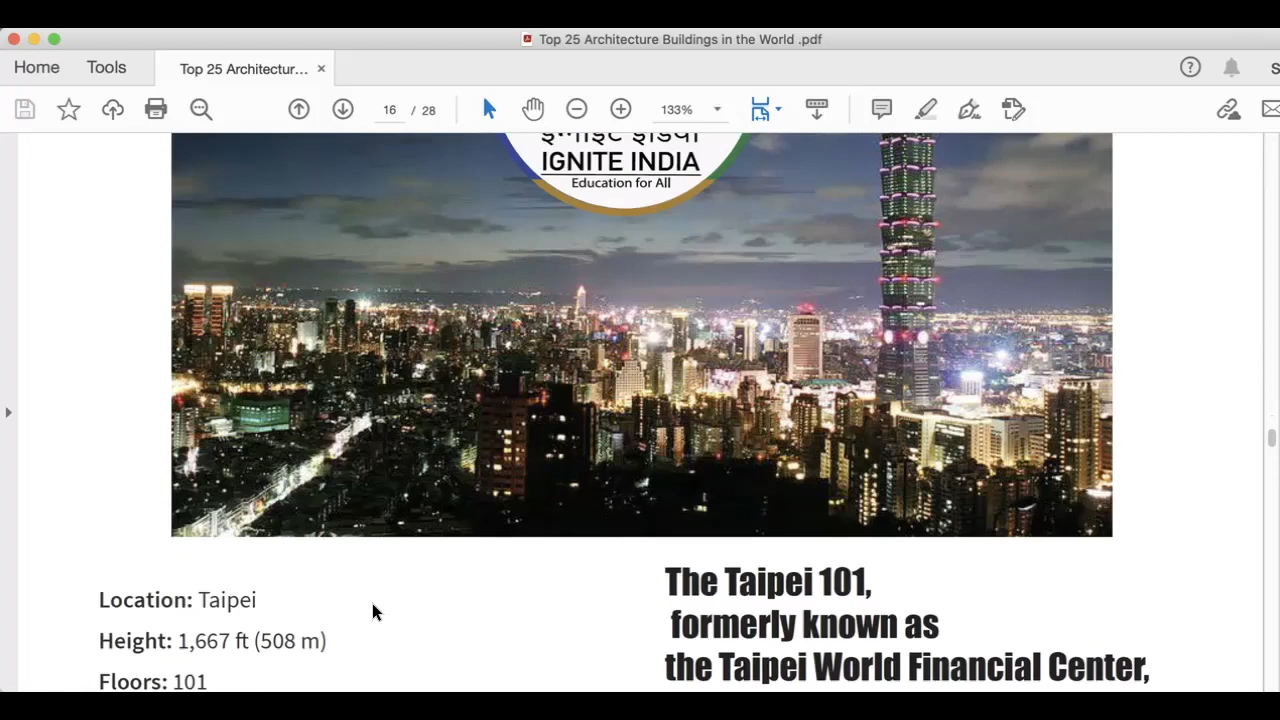 Top 25 Architecture Buildings in the World .pdf
Home
Tools
Top 25 Architectur... ×
16 / 28
133%
IGNITE INDIA
Education for All
Location: Taipei
Height: 1,667 ft (508 m)
Floors: 101
The Taipei 101,
formerly known as
the Taipei World Financial Center,